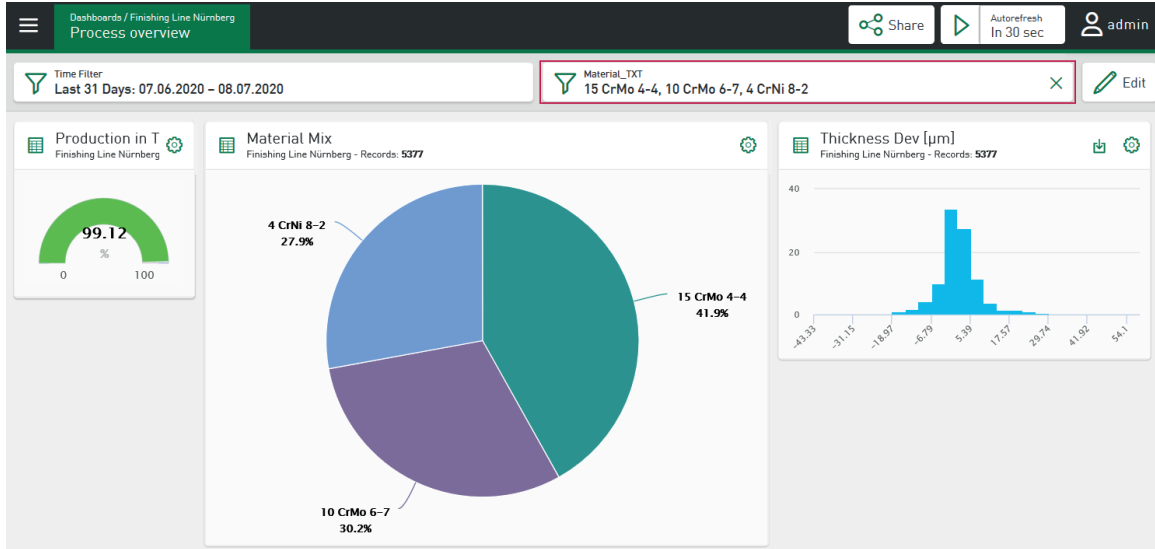 Dashboards / Finishing Line Nürnberg
Process overview
Share
Autorefresh
In 30 sec
admin
Time Filter
Last 31 Days: 07.06.2020 – 08.07.2020
Material_TXT
15 CrMo 4-4, 10 CrMo 6-7, 4 CrNi 8-2
Edit
Production in T
Finishing Line Nürnberg
99.12
%
0 100
Material Mix
Finishing Line Nürnberg - Records: 5377
4 CrNi 8-2
27.9%
15 CrMo 4-4
41.9%
10 CrMo 6-7
30.2%
Thickness Dev [µm]
Finishing Line Nürnberg - Records: 5377
40
20
0
-43.33 -31.15 -18.97 -6.79 5.39 17.57 29.74 41.92 54.1